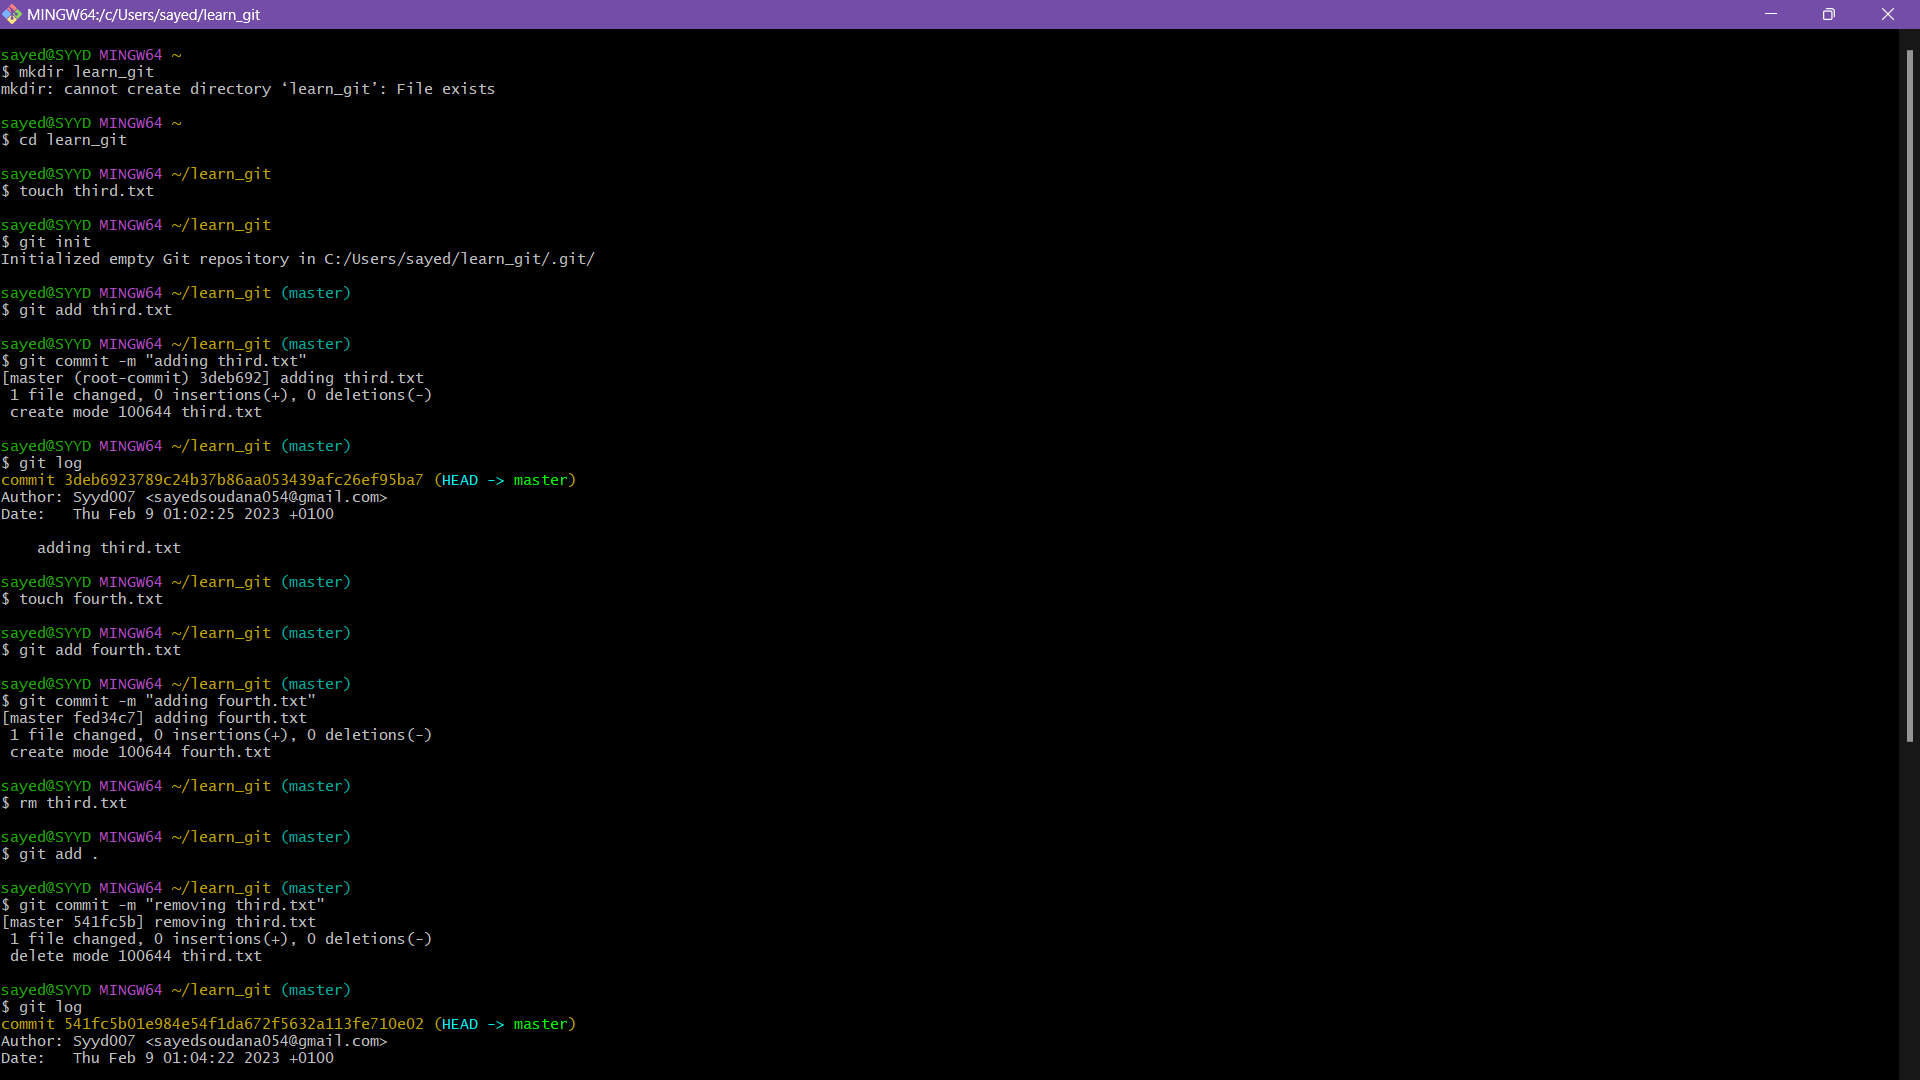 MINGW64:/c/Users/sayed/learn_git
sayed@SYYD MINGW64 ~
$ mkdir learn_git
mkdir: cannot create directory ‘learn_git’: File exists
sayed@SYYD MINGW64 ~
$ cd learn_git
sayed@SYYD MINGW64 ~/learn_git
$ touch third.txt
sayed@SYYD MINGW64 ~/learn_git
$ git init
Initialized empty Git repository in C:/Users/sayed/learn_git/.git/
sayed@SYYD MINGW64 ~/learn_git (master)
$ git add third.txt
sayed@SYYD MINGW64 ~/learn_git (master)
$ git commit -m "adding third.txt"
[master (root-commit) 3deb692] adding third.txt
 1 file changed, 0 insertions(+), 0 deletions(-)
 create mode 100644 third.txt
sayed@SYYD MINGW64 ~/learn_git (master)
$ git log
commit 3deb6923789c24b37b86aa053439afc26ef95ba7 (HEAD -> master)
Author: Syyd007 <sayedsoudana054@gmail.com>
Date:   Thu Feb 9 01:02:25 2023 +0100
    adding third.txt
sayed@SYYD MINGW64 ~/learn_git (master)
$ touch fourth.txt
sayed@SYYD MINGW64 ~/learn_git (master)
$ git add fourth.txt
sayed@SYYD MINGW64 ~/learn_git (master)
$ git commit -m "adding fourth.txt"
[master fed34c7] adding fourth.txt
 1 file changed, 0 insertions(+), 0 deletions(-)
 create mode 100644 fourth.txt
sayed@SYYD MINGW64 ~/learn_git (master)
$ rm third.txt
sayed@SYYD MINGW64 ~/learn_git (master)
$ git add .
sayed@SYYD MINGW64 ~/learn_git (master)
$ git commit -m "removing third.txt"
[master 541fc5b] removing third.txt
 1 file changed, 0 insertions(+), 0 deletions(-)
 delete mode 100644 third.txt
sayed@SYYD MINGW64 ~/learn_git (master)
$ git log
commit 541fc5b01e984e54f1da672f5632a113fe710e02 (HEAD -> master)
Author: Syyd007 <sayedsoudana054@gmail.com>
Date:   Thu Feb 9 01:04:22 2023 +0100